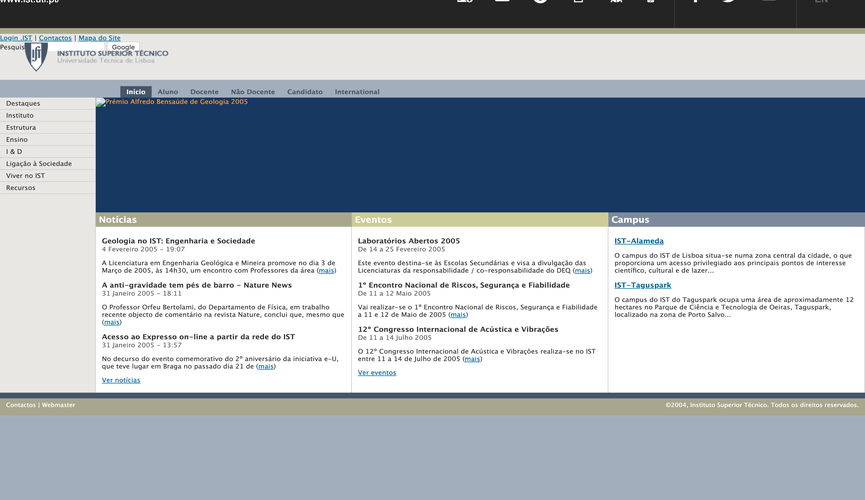 www.ist.utl.pt/
EN
Login .IST | Contactos | Mapa do Site
Pesquis
Google
INSTITUTO SUPERIOR TÉCNICO
Universidade Técnica de Lisboa
Início Aluno Docente Não Docente Candidato International
Destaques
Instituto
Estrutura
Ensino
I & D
Ligação à Sociedade
Viver no IST
Recursos
Prémio Alfredo Bensaúde de Geologia 2005
Notícias
Geologia no IST: Engenharia e Sociedade
4 Fevereiro 2005 - 19:07
A Licenciatura em Engenharia Geológica e Mineira promove no dia 3 de
Março de 2005, às 14h30, um encontro com Professores da área (mais)
A anti-gravidade tem pés de barro - Nature News
31 Janeiro 2005 - 18:11
O Professor Orfeu Bertolami, do Departamento de Física, em trabalho
recente objecto de comentário na revista Nature, conclui que, mesmo que
(mais)
Acesso ao Expresso on-line a partir da rede do IST
31 Janeiro 2005 - 13:57
No decurso do evento comemorativo do 2º aniversário da iniciativa e-U,
que teve lugar em Braga no passado dia 21 de (mais)
Ver notícias
Eventos
Laboratórios Abertos 2005
De 14 a 25 Fevereiro 2005
Este evento destina-se às Escolas Secundárias e visa a divulgação das
Licenciaturas da responsabilidade / co-responsabilidade do DEQ (mais)
1º Encontro Nacional de Riscos, Segurança e Fiabilidade
De 11 a 12 Maio 2005
Vai realizar-se o 1º Encontro Nacional de Riscos, Segurança e Fiabilidade
a 11 e 12 de Maio de 2005 (mais)
12º Congresso Internacional de Acústica e Vibrações
De 11 a 14 Julho 2005
O 12º Congresso Internacional de Acústica e Vibrações realiza-se no IST
entre 11 a 14 de Julho de 2005 (mais)
Ver eventos
Campus
IST-Alameda
O campus do IST de Lisboa situa-se numa zona central da cidade, o que
proporciona um acesso privilegiado aos principais pontos de interesse
científico, cultural e de lazer...
IST-Taguspark
O campus do IST do Taguspark ocupa uma área de aproximadamente 12
hectares no Parque de Ciência e Tecnologia de Oeiras, Taguspark,
localizado na zona de Porto Salvo...
Contactos | Webmaster
©2004, Instituto Superior Técnico. Todos os direitos reservados.